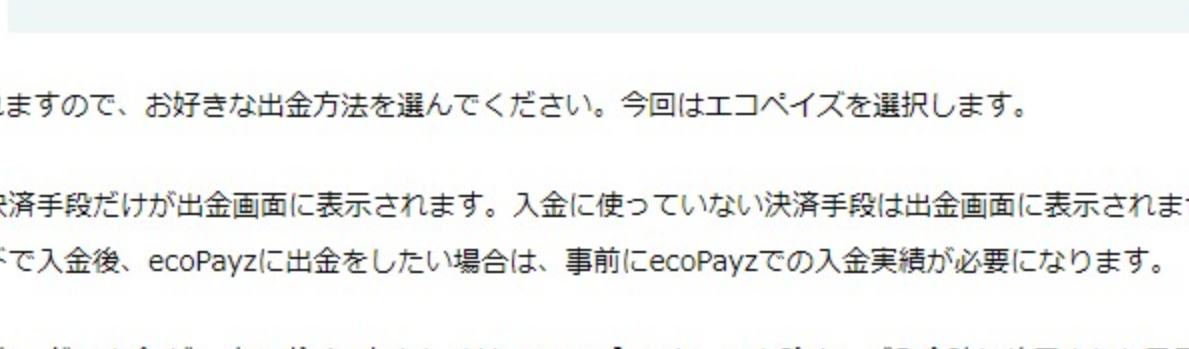 ますので、お好きな出金方法を選んでください。今回はエコペイズを選択します。
済手段だけが出金画面に表示されます。入金に使っていない決済手段は出金画面に表示されま
で入金後、ecoPayzに出金をしたい場合は、事前にecoPayzでの入金実績が必要になります。